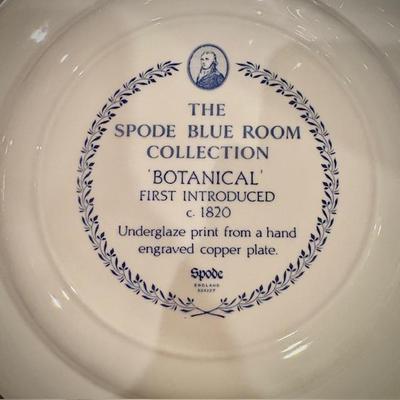 THE
SPODE BLUE ROOM
COLLECTION
'BOTANICAL'
FIRST INTRODUCED
c. 1820
Underglaze print from a hand
engraved copper plate.
Spode
ENGLAND